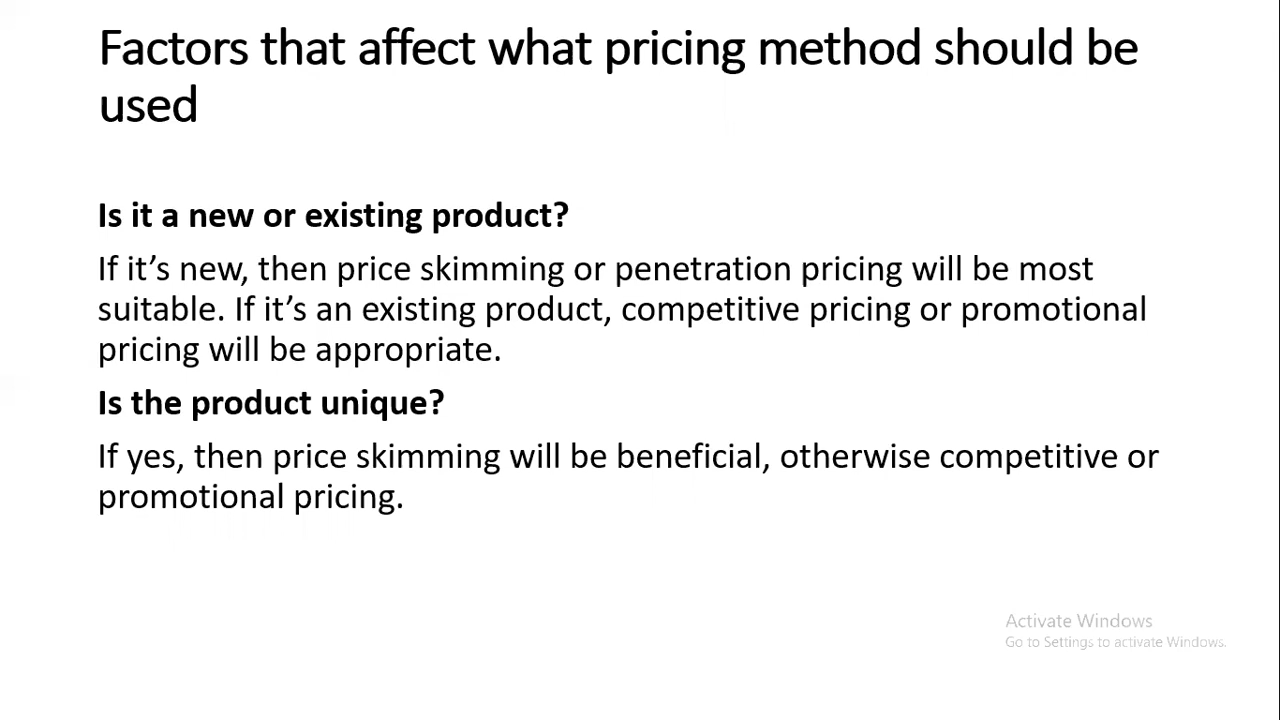 Factors that affect what pricing method should be
used
Is it a new or existing product?
If it’s new, then price skimming or penetration pricing will be most
suitable. If it’s an existing product, competitive pricing or promotional
pricing will be appropriate.
Is the product unique?
If yes, then price skimming will be beneficial, otherwise competitive or
promotional pricing.
Activate Windows
Go to Settings to activate Windows.